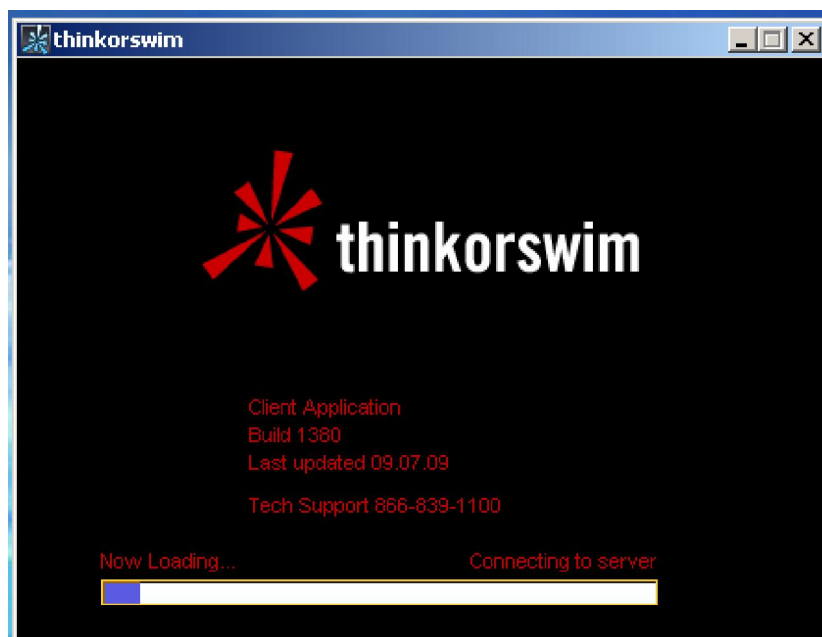 thinkorswim
thinkorswim
Client Application
Build 1380
Last updated 09.07.09
Tech Support 866-839-1100
Now Loading... Connecting to server